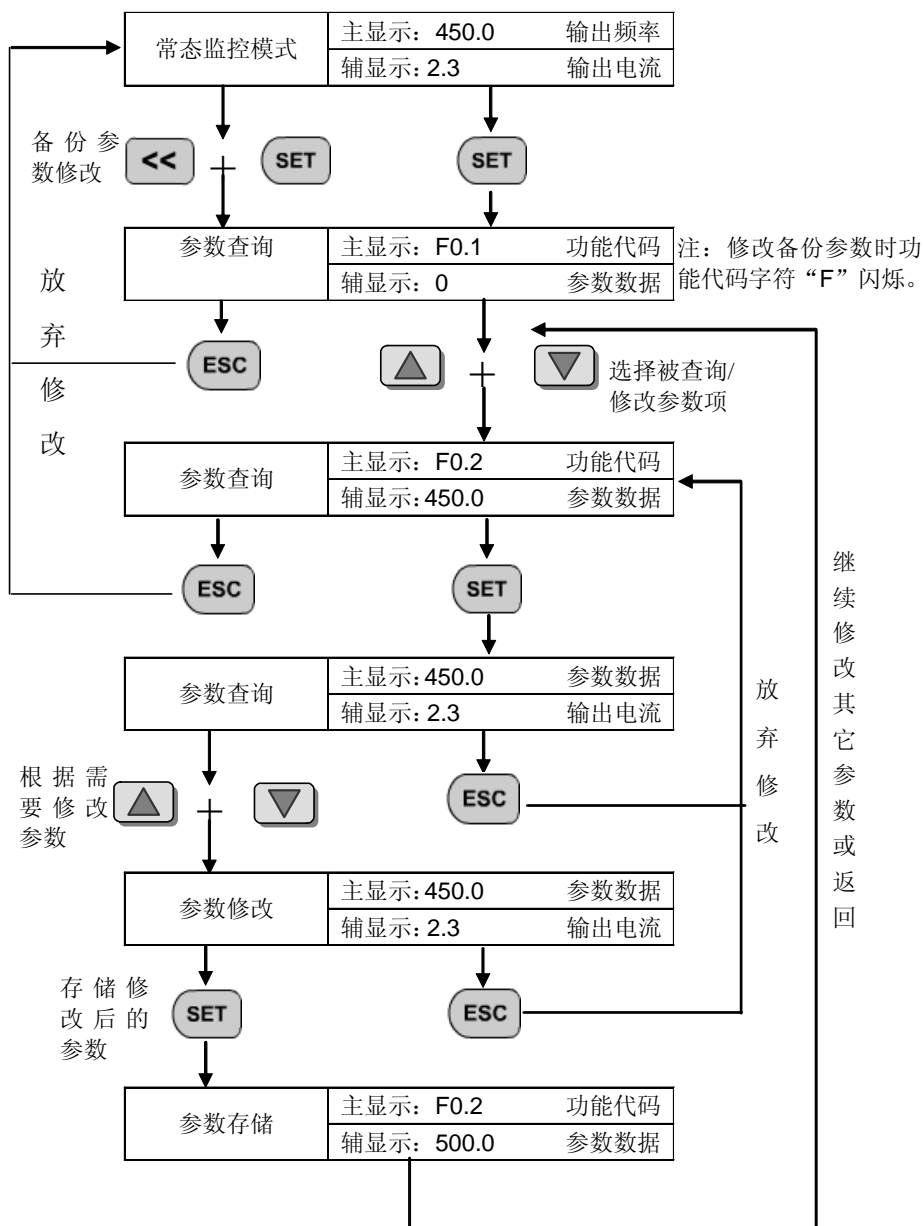 常态监控模式
主显示: 450.0 输出频率
辅显示: 2.3 输出电流
备份参
数修改
<<
SET
SET
参数查询
主显示: F0.1 功能代码
辅显示: 0 参数数据
注：修改备份参数时功
能代码字符“F”闪烁。
放弃修改
ESC
选择被查询/
修改参数项
参数查询
主显示: F0.2 功能代码
辅显示: 450.0 参数数据
ESC
SET
参数查询
主显示: 450.0 参数数据
辅显示: 2.3 输出电流
根据需
要修改
参数
ESC
放弃修改
继续修改其它参数或返回
参数修改
主显示: 450.0 参数数据
辅显示: 2.3 输出电流
存储修
改后的
参数
SET
ESC
参数存储
主显示: F0.2 功能代码
辅显示: 500.0 参数数据